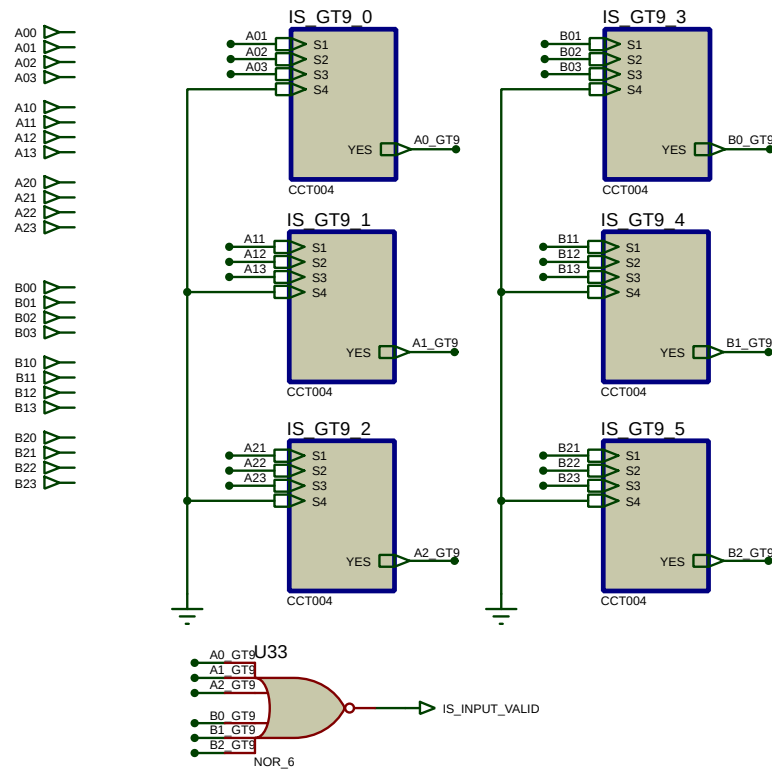 A00
A01
A02
A03
A10
A11
A12
A13
A20
A21
A22
A23
B00
B01
B02
B03
B10
B11
B12
B13
B20
B21
B22
B23
IS_GT9_0
A01
A02
A03
S1
S2
S3
S4
YES
A0_GT9
CCT004
IS_GT9_1
A11
A12
A13
S1
S2
S3
S4
YES
A1_GT9
CCT004
IS_GT9_2
A21
A22
A23
S1
S2
S3
S4
YES
A2_GT9
CCT004
IS_GT9_3
B01
B02
B03
S1
S2
S3
S4
YES
B0_GT9
CCT004
IS_GT9_4
B11
B12
B13
S1
S2
S3
S4
YES
B1_GT9
CCT004
IS_GT9_5
B21
B22
B23
S1
S2
S3
S4
YES
B2_GT9
CCT004
U33
A0_GT9
A1_GT9
A2_GT9
B0_GT9
B1_GT9
B2_GT9
NOR_6
IS_INPUT_VALID